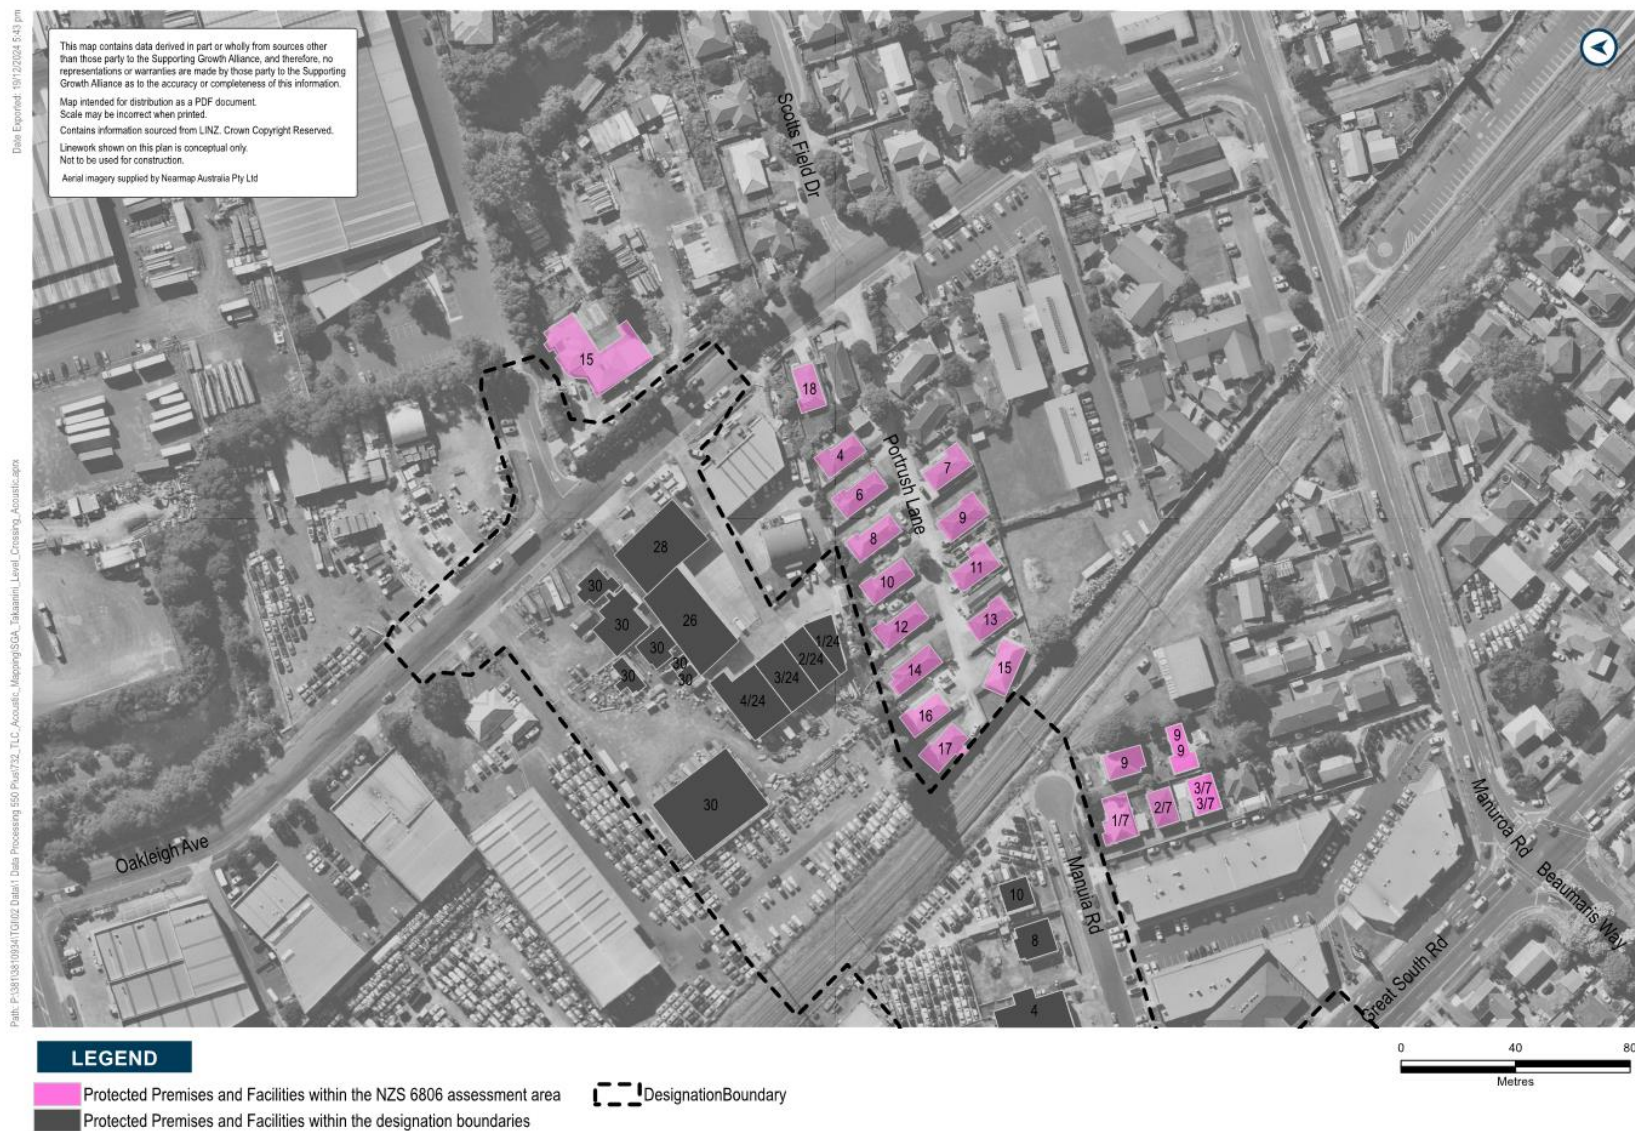 Date Exported: 19/12/2024 5:43 pm
This map contains data derived in part or wholly from sources other
than those party to the Supporting Growth Alliance, and therefore, no
representations or warranties are made by those party to the Supporting
Growth Alliance as to the accuracy or completeness of this information.
Map intended for distribution as a PDF document.
Scale may be incorrect when printed.
Contains information sourced from LINZ. Crown Copyright Reserved.
Linework shown on this plan is conceptual only.
Not to be used for construction.
Aerial imagery supplied by Nearmap Australia Pty Ltd
Scotts Field Dr
15
18
4
Portrush Lane
7
6
9
8
28
11
10
30
13
26
12
30
1/24
30
2/24
30
15
14
3/24
30
30
4/24
16
17
9
9
9
30
3/7
3/7
2/7
1/7
Manuroa Rd
Oakleigh Ave
Beaumaris Way
Manuia Rd
10
8
Great South Rd
4
LEGEND
Protected Premises and Facilities within the NZS 6806 assessment area
DesignationBoundary
Protected Premises and Facilities within the designation boundaries
0 40 80
Metres